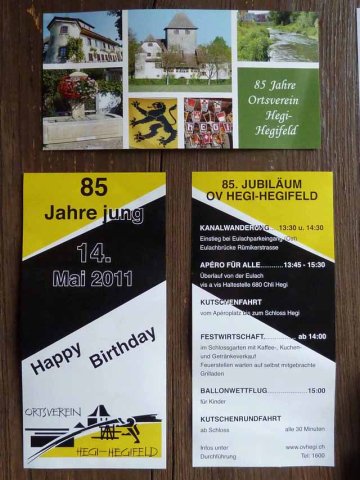 85 Jahre
Ortsverein
Hegi-
Hegifeld
hegi
85
Jahre jung
14.
Mai 2011
Happy Birthday
ORTSVEREIN
HEGI-HEGIFELD
85. JUBILÄUM
OV HEGI-HEGIFELD
KANALWANDERUNG ... 13:30 u. 14:30
Einstieg bei Eulachparkeingang
Eulachbrücke Rümikerstrasse
APÉRO FÜR ALLE............13:45 - 15:30
Überlauf von der Eulach
vis a vis Haltestelle 680 Chli Hegi
KUTSCHENFAHRT
vom Apéroplatz bis zum Schloss Hegi
FESTWIRTSCHAFT............ ab 14:00
im Schlossgarten mit Kaffee-, Kuchen-
und Getränkeverkauf
Feuerstellen warten auf selbst mitgebrachte
Grilladen
BALLONWETTFLUG...............15:00
für Kinder
KUTSCHENRUNDFAHRT
ab Schloss alle 30 Minuten
Infos unter www.ovhegi.ch
Durchführung Tel: 1600